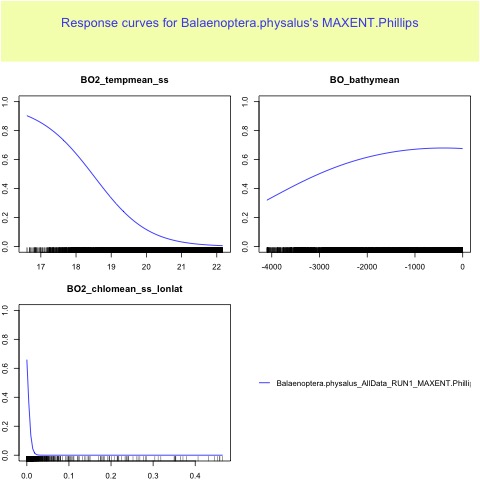 Response curves for Balaenoptera.physalus's MAXENT.Phillips
BO2_tempmean_ss
BO_bathymean
0.0 0.2 0.4 0.6 0.8 1.0
17 18 19 20 21 22
0.0 0.2 0.4 0.6 0.8 1.0
-4000 -3000 -2000 -1000 0
BO2_chlomean_ss_lonlat
0.0 0.2 0.4 0.6 0.8 1.0
0.0 0.1 0.2 0.3 0.4
Balaenoptera.physalus_AllData_RUN1_MAXENT.Philli